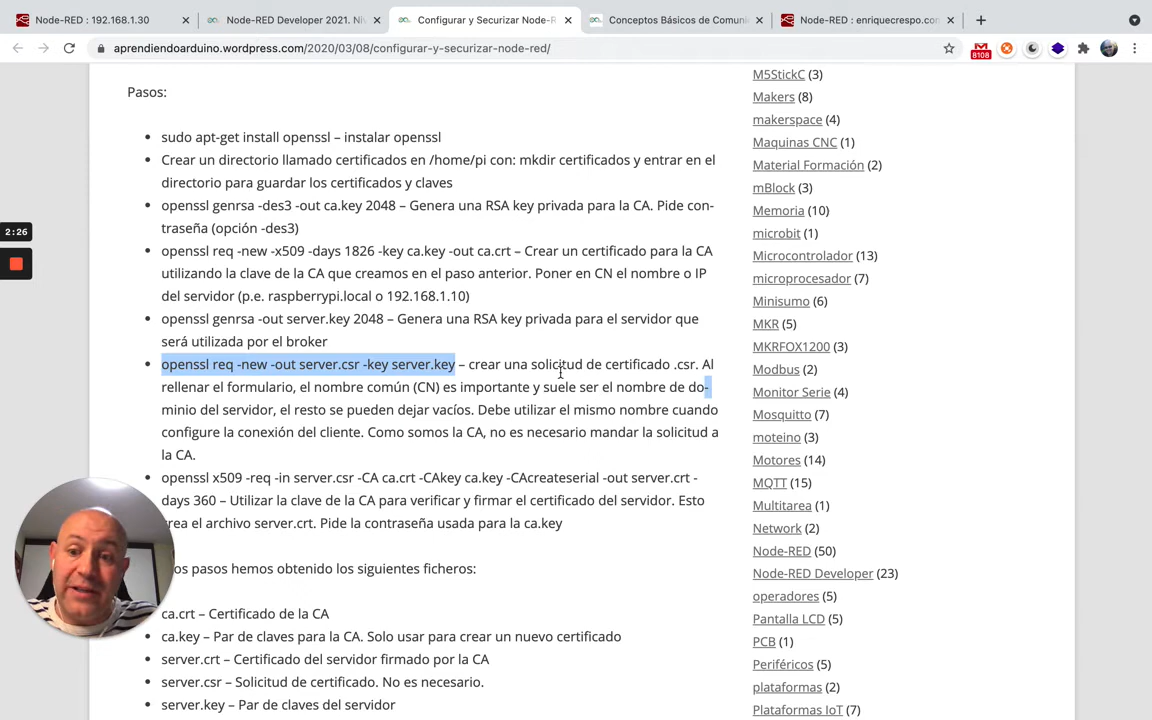 Node-RED : 192.168.1.30
Node-RED Developer 2021. Niv
Configurar y Securizar Node-R
Conceptos Básicos de Comuni
Node-RED : enriquecrespo.con
aprendiendoarduino.wordpress.com/2020/03/08/configurar-y-securizar-node-red/
8108
Pasos:
sudo apt-get install openssl – instalar openssl
Crear un directorio llamado certificados en /home/pi con: mkdir certificados y entrar en el
directorio para guardar los certificados y claves
openssl genrsa -des3 -out ca.key 2048 – Genera una RSA key privada para la CA. Pide con-
traseña (opción -des3)
openssl req -new -x509 -days 1826 -key ca.key -out ca.crt – Crear un certificado para la CA
utilizando la clave de la CA que creamos en el paso anterior. Poner en CN el nombre o IP
del servidor (p.e. raspberrypi.local o 192.168.1.10)
openssl genrsa -out server.key 2048 – Genera una RSA key privada para el servidor que
será utilizada por el broker
openssl req -new -out server.csr -key server.key – crear una solicitud de certificado .csr. Al
rellenar el formulario, el nombre común (CN) es importante y suele ser el nombre de do-
minio del servidor, el resto se pueden dejar vacíos. Debe utilizar el mismo nombre cuando
configure la conexión del cliente. Como somos la CA, no es necesario mandar la solicitud a
la CA.
openssl x509 -req -in server.csr -CA ca.crt -CAkey ca.key -CAcreateserial -out server.crt -
days 360 – Utilizar la clave de la CA para verificar y firmar el certificado del servidor. Esto
rea el archivo server.crt. Pide la contraseña usada para la ca.key
os pasos hemos obtenido los siguientes ficheros:
ca.crt – Certificado de la CA
ca.key – Par de claves para la CA. Solo usar para crear un nuevo certificado
server.crt – Certificado del servidor firmado por la CA
server.csr – Solicitud de certificado. No es necesario.
server.key – Par de claves del servidor
M5StickC (3)
Makers (8)
makerspace (4)
Maquinas CNC (1)
Material Formación (2)
mBlock (3)
Memoria (10)
microbit (1)
Microcontrolador (13)
microprocesador (7)
Minisumo (6)
MKR (5)
MKRFOX1200 (3)
Modbus (2)
Monitor Serie (4)
Mosquitto (7)
moteino (3)
Motores (14)
MQTT (15)
Multitarea (1)
Network (2)
Node-RED (50)
Node-RED Developer (23)
operadores (5)
Pantalla LCD (5)
PCB (1)
Periféricos (5)
plataformas (2)
Plataformas IoT (7)
2:26